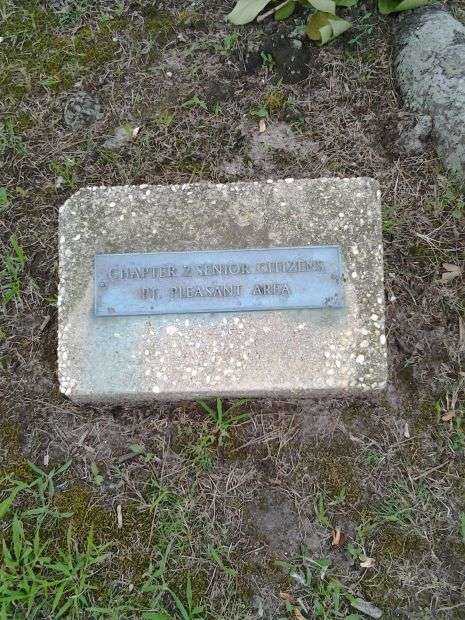 CHAPTER 2 SENIOR CITIZENS
PT. PLEASANT AREA